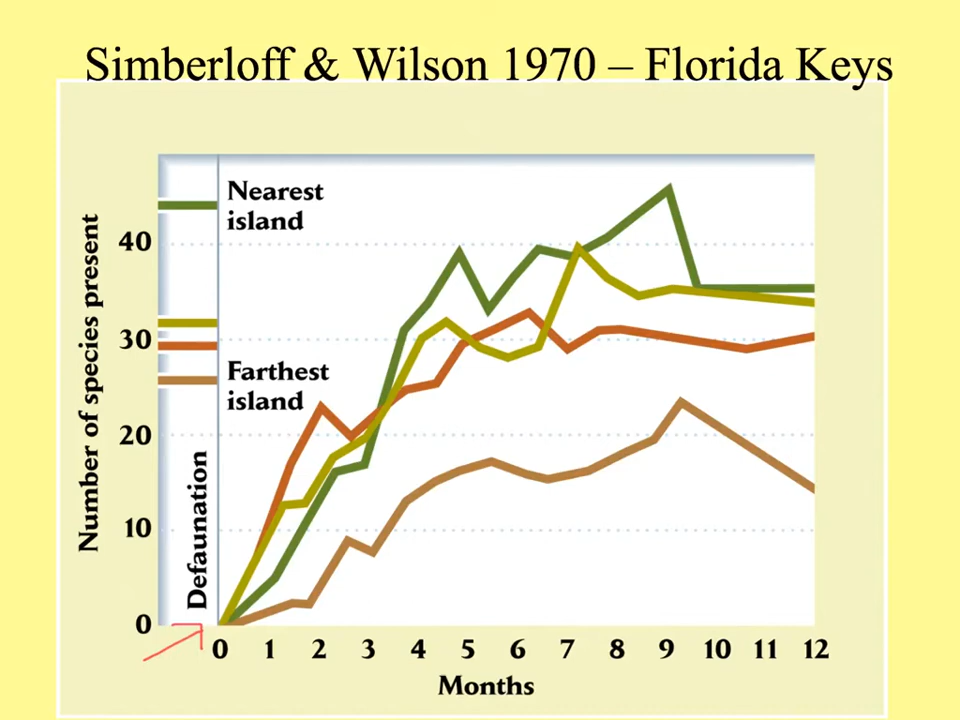 Simberloff & Wilson 1970 – Florida Keys
Nearest
island
Farthest
island
Number of species present
40
30
20
10
0
Defaunation
0 1 2 3 4 5 6 7 8 9 10 11 12
Months